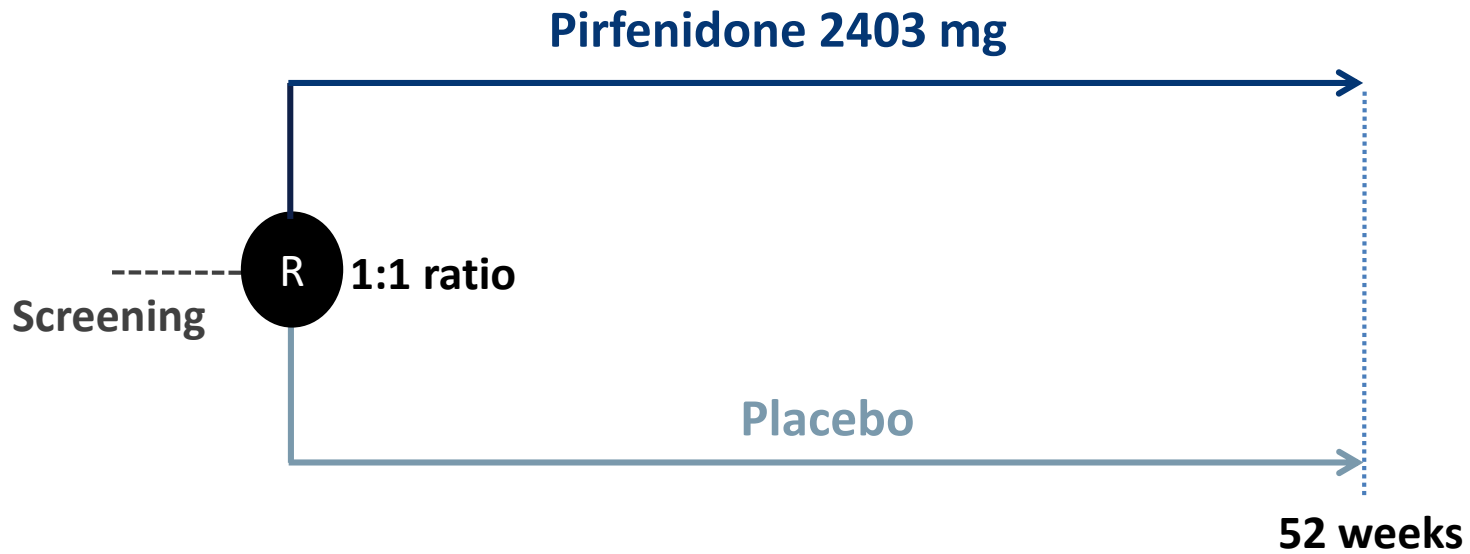 Pirfenidone 2403 mg
R
1:1 ratio
Screening
Placebo
52 weeks